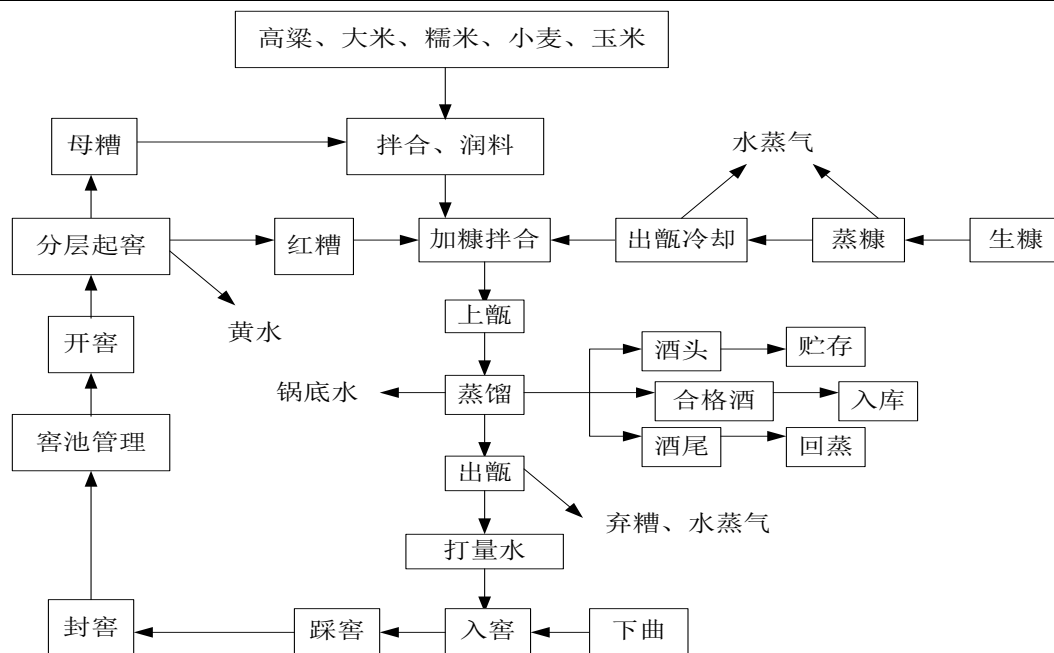 高粱、大米、糯米、小麦、玉米
母糟
拌合、润料
水蒸气
分层起窖
红糟
加糠拌合
出甑冷却
蒸糠
生糠
黄水
上甑
开窖
酒头
贮存
锅底水
蒸馏
合格酒
入库
窖池管理
酒尾
回蒸
出甑
弃糟、水蒸气
打量水
封窖
踩窖
入窖
下曲